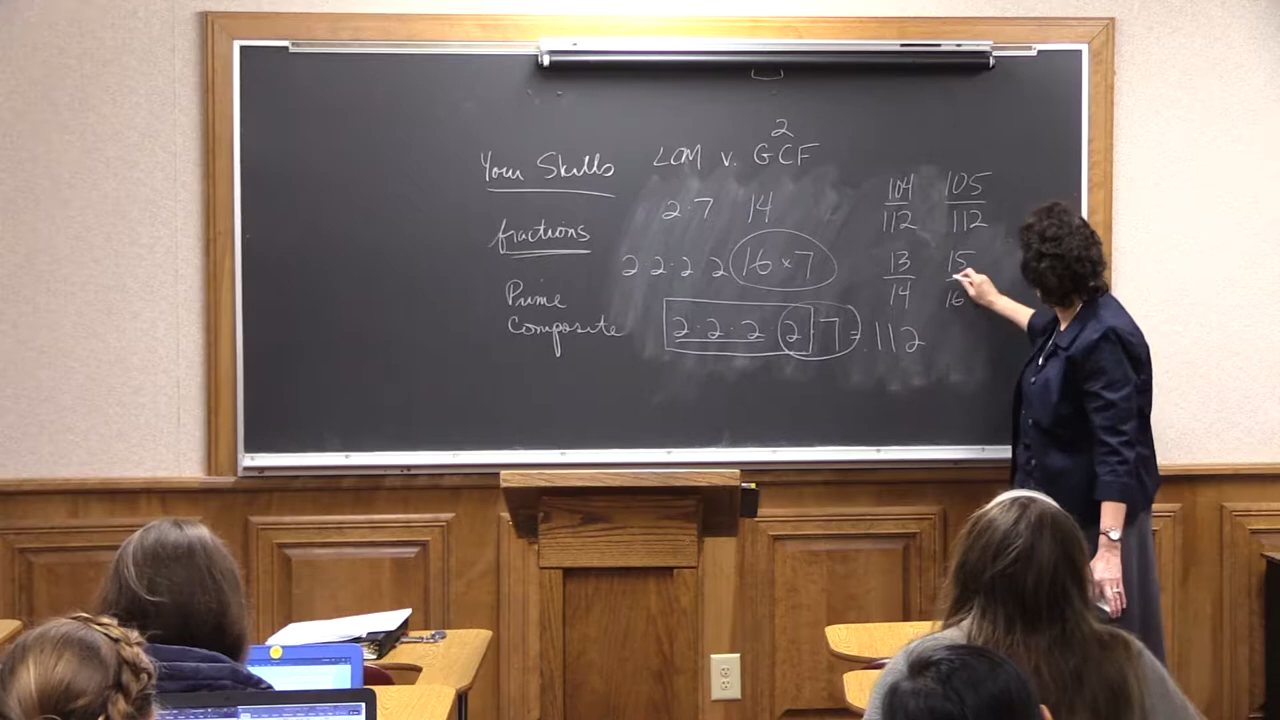 2
Your Skills LCM v. GCF
2·7 14
fractions
2·2·2 2 16×7
Prime
Composite
2·2·2·2 7=.112
104 105
112 112
13 15
14 16